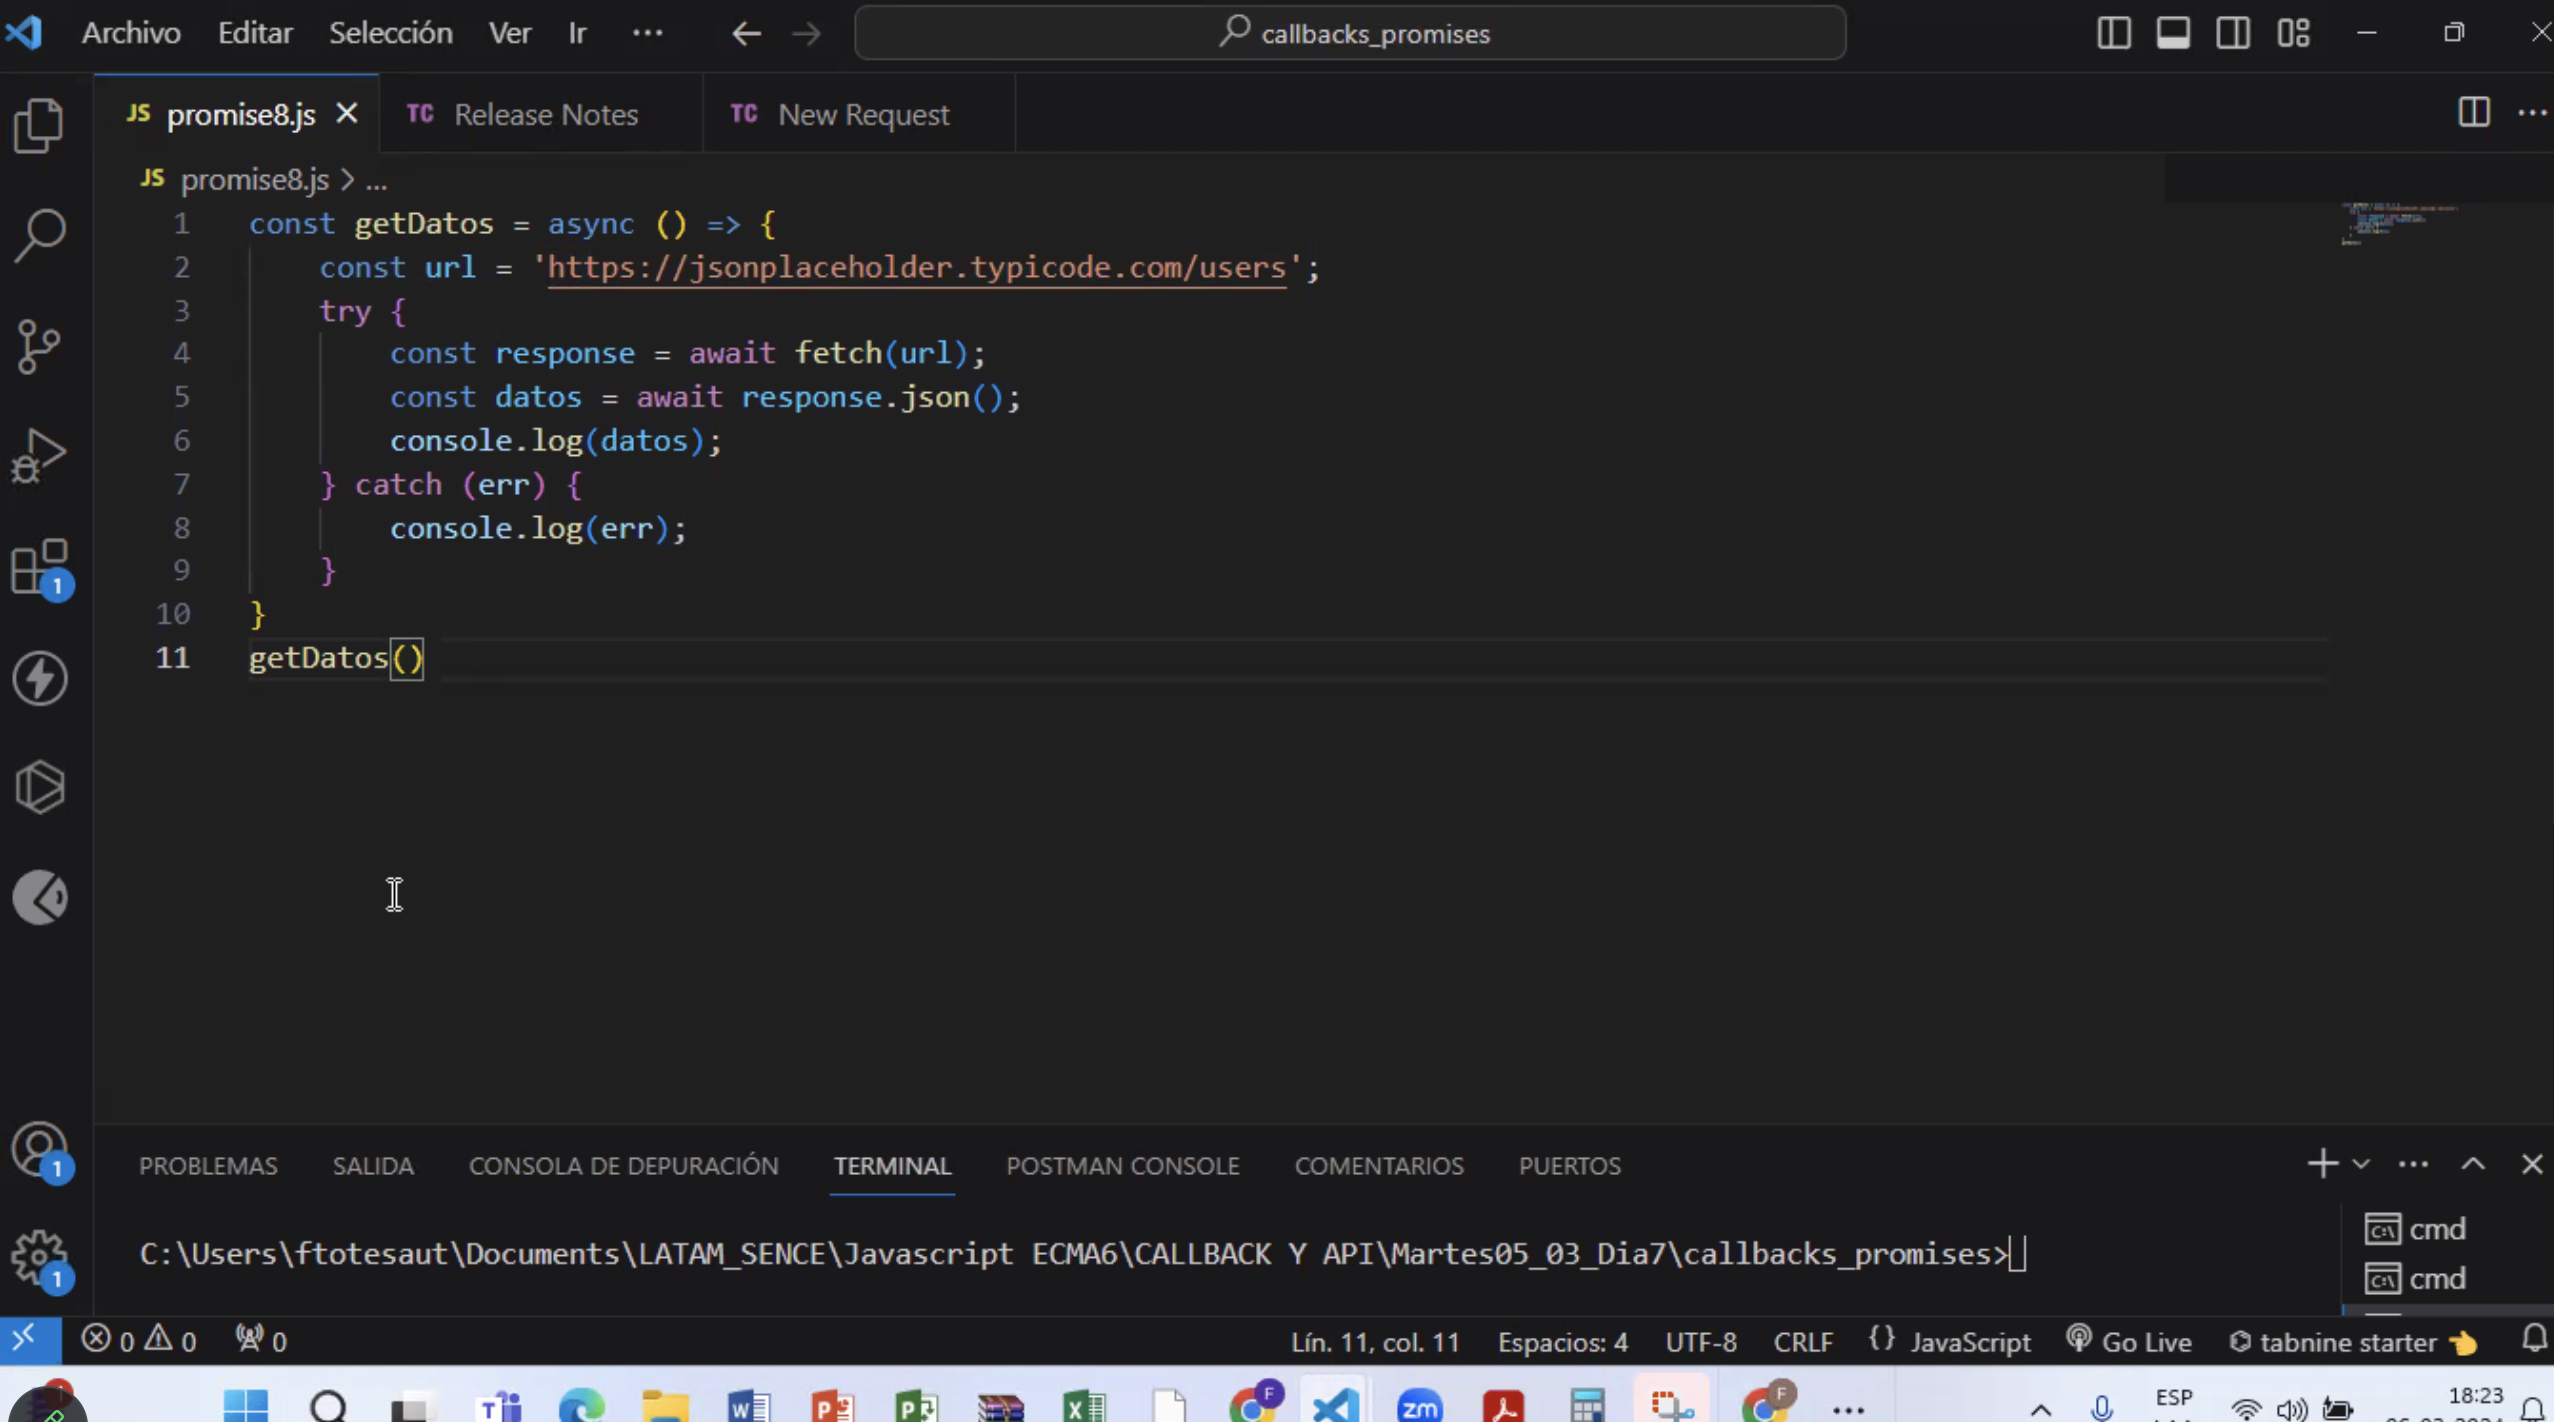 Archivo Editar Selección Ver Ir ··· callbacks_promises
JS promise8.js TC Release Notes TC New Request
JS promise8.js > ...
1 const getDatos = async () => {
2 const url = 'https://jsonplaceholder.typicode.com/users';
3 try {
4 const response = await fetch(url);
5 const datos = await response.json();
6 console.log(datos);
7 } catch (err) {
8 console.log(err);
9 }
10 }
11 getDatos()
1
1
1
PROBLEMAS SALIDA CONSOLA DE DEPURACIÓN TERMINAL POSTMAN CONSOLE COMENTARIOS PUERTOS
C:\Users\ftotesaut\Documents\LATAM_SENCE\Javascript ECMA6\CALLBACK Y API\Martes05_03_Dia7\callbacks_promises>
cmd
cmd
0 0 0 Lín. 11, col. 11 Espacios: 4 UTF-8 CRLF {} JavaScript Go Live tabnine starter
F zm F ESP 18:23